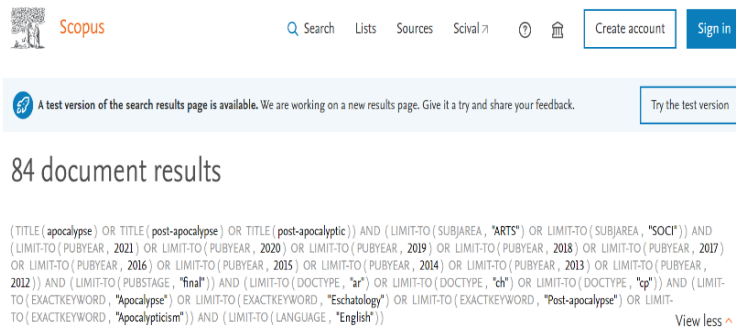 Scopus
Search Lists Sources Scival ↗ Create account Sign in
A test version of the search results page is available. We are working on a new results page. Give it a try and share your feedback. Try the test version
84 document results
( TITLE ( apocalypse ) OR TITLE ( post-apocalypse ) OR TITLE ( post-apocalyptic ) ) AND ( LIMIT-TO ( SUBJAREA , "ARTS" ) OR LIMIT-TO ( SUBJAREA , "SOCI" ) ) AND
( LIMIT-TO ( PUBYEAR , 2021 ) OR LIMIT-TO ( PUBYEAR , 2020 ) OR LIMIT-TO ( PUBYEAR , 2019 ) OR LIMIT-TO ( PUBYEAR , 2018 ) OR LIMIT-TO ( PUBYEAR , 2017 )
OR LIMIT-TO ( PUBYEAR , 2016 ) OR LIMIT-TO ( PUBYEAR , 2015 ) OR LIMIT-TO ( PUBYEAR , 2014 ) OR LIMIT-TO ( PUBYEAR , 2013 ) OR LIMIT-TO ( PUBYEAR ,
2012 ) ) AND ( LIMIT-TO ( PUBSTAGE , "final" ) ) AND ( LIMIT-TO ( DOCTYPE , "ar" ) OR LIMIT-TO ( DOCTYPE , "ch" ) OR LIMIT-TO ( DOCTYPE , "cp" ) ) AND ( LIMIT-
TO ( EXACTKEYWORD , "Apocalypse" ) OR LIMIT-TO ( EXACTKEYWORD , "Eschatology" ) OR LIMIT-TO ( EXACTKEYWORD , "Post-apocalypse" ) OR LIMIT-
TO ( EXACTKEYWORD , "Apocalypticism" ) ) AND ( LIMIT-TO ( LANGUAGE , "English" ) )
View less